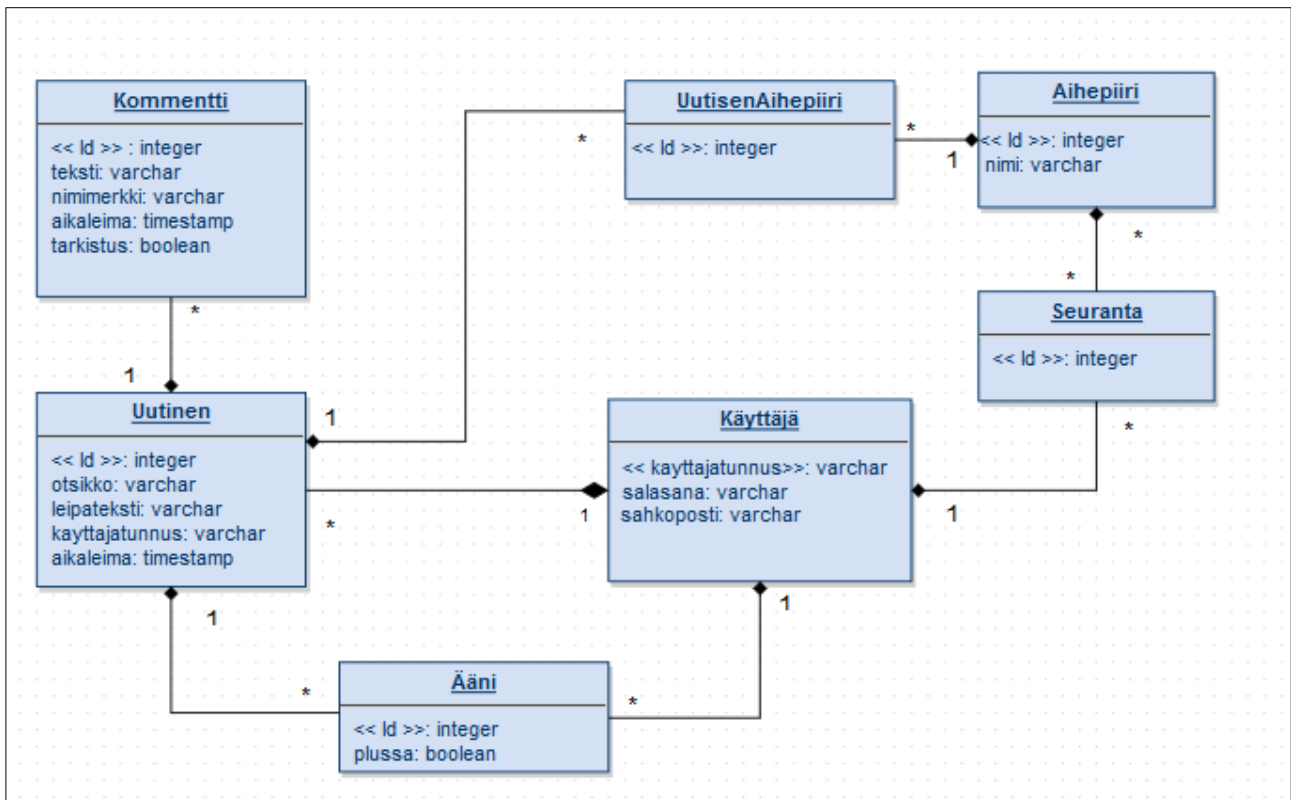 Kommentti
<< Id >> : integer
teksti: varchar
nimimerkki: varchar
aikaleima: timestamp
tarkistus: boolean
*
1
UutisenAihepiiri
<< Id >>: integer
*
*
1
Aihepiiri
<< Id >>: integer
nimi: varchar
*
*
Seuranta
<< Id >>: integer
*
Uutinen
<< Id >>: integer
otsikko: varchar
leipateksti: varchar
kayttajatunnus: varchar
aikaleima: timestamp
1
*
1
1
Käyttäjä
<< kayttajatunnus>>: varchar
salasana: varchar
sahkoposti: varchar
1
1
Ääni
<< Id >>: integer
plussa: boolean
*
*